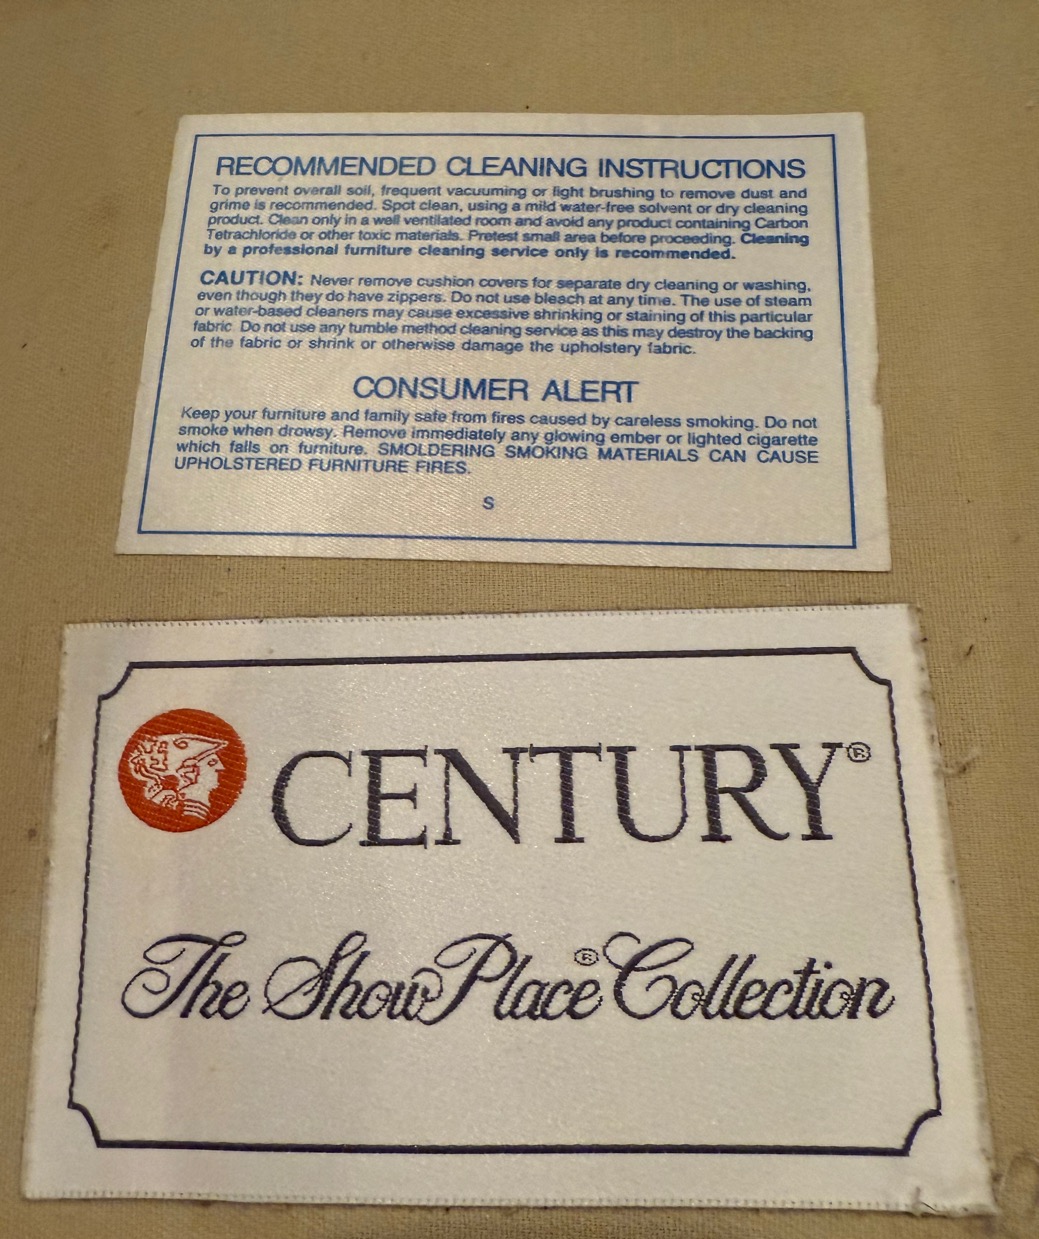 RECOMMENDED CLEANING INSTRUCTIONS
To prevent overall soil, frequent vacuuming or light brushing to remove dust and
grime is recommended. Spot clean, using a mild water-free solvent or dry cleaning
product. Clean only in a well ventilated room and avoid any product containing Carbon
Tetrachloride or other toxic materials. Pretest small area before proceeding. Cleaning
by a professional furniture cleaning service only is recommended.
CAUTION: Never remove cushion covers for separate dry cleaning or washing,
even though they do have zippers. Do not use bleach at any time. The use of steam
or water-based cleaners may cause excessive shrinking or staining of this particular
fabric. Do not use any tumble method cleaning service as this may destroy the backing
of the fabric or shrink or otherwise damage the upholstery fabric.
CONSUMER ALERT
Keep your furniture and family safe from fires caused by careless smoking. Do not
smoke when drowsy. Remove immediately any glowing ember or lighted cigarette
which falls on furniture. SMOLDERING SMOKING MATERIALS CAN CAUSE
UPHOLSTERED FURNITURE FIRES.
S
CENTURY®
The ShowPlace® Collection